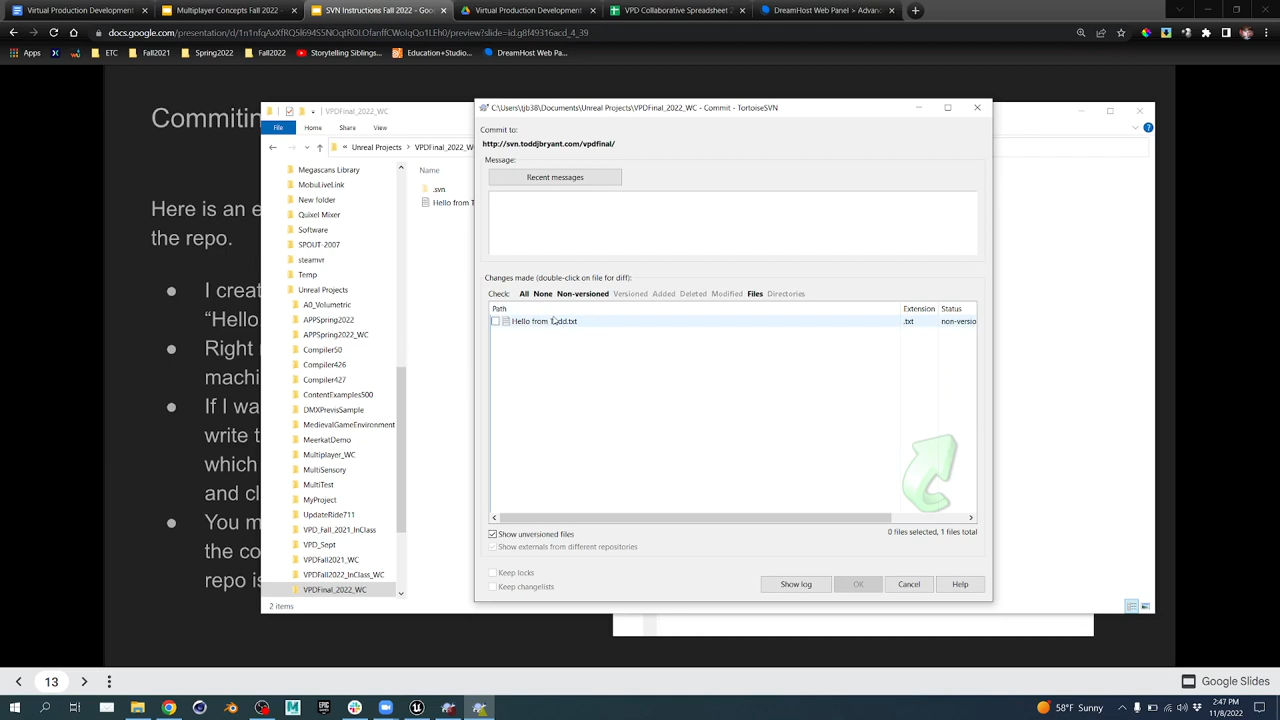 Virtual Production Development
Multiplayer Concepts Fall 2022 -
SVN Instructions Fall 2022 - Goo
Virtual Production Development
VPD Collaborative Spreadsheet
DreamHost Web Panel > Advanc
docs.google.com/presentation/d/1n1nfqAxXfRQ5l694S5NOqtROLOfanffCWoIqQo1LEh0/preview?slide=id.g8f49316acd_4_39
Apps
ETC
Fall2021
Spring2022
Fall2022
Storytelling Siblings...
Education+Studio...
DreamHost Web Pa...
Commitin
Here is an e
the repo.
I creat
"Hello
Right
machi
If I wa
write t
which
and cl
You m
the co
repo is
VPDFinal_2022_WC
File
Home
Share
View
« Unreal Projects > VPDFinal_2022_W
Megascans Library
MobuLiveLink
New folder
Quixel Mixer
Software
SPOUT-2007
steamvr
Temp
Unreal Projects
A0_Volumetric
APPSpring2022
APPSpring2022_WC
Compiler50
Compiler426
Compiler427
ContentExamples500
DMXPrevisSample
MedievalGameEnvironment
MeerkatDemo
Multiplayer_WC
MultiSensory
MultiTest
MyProject
UpdateRide711
VPD_Fall_2021_InClass
VPD_Sept
VPDFall2021_WC
VPDFall2022_InClass_WC
VPDFinal_2022_WC
2 items
Name
.svn
Hello from T
C:\Users\tjb38\Documents\Unreal Projects\VPDFinal_2022_WC - Commit - TortoiseSVN
Commit to:
http://svn.toddjbryant.com/vpdfinal/
Message:
Recent messages
Changes made (double-click on file for diff):
Check: All None Non-versioned Versioned Added Deleted Modified Files Directories
Path Extension Status
Hello from Todd.txt .txt non-versio
Show unversioned files
0 files selected, 1 files total
Show externals from different repositories
Keep locks
Keep changelists
Show log
OK
Cancel
Help
13
Google Slides
58°F Sunny
2:47 PM
11/8/2022